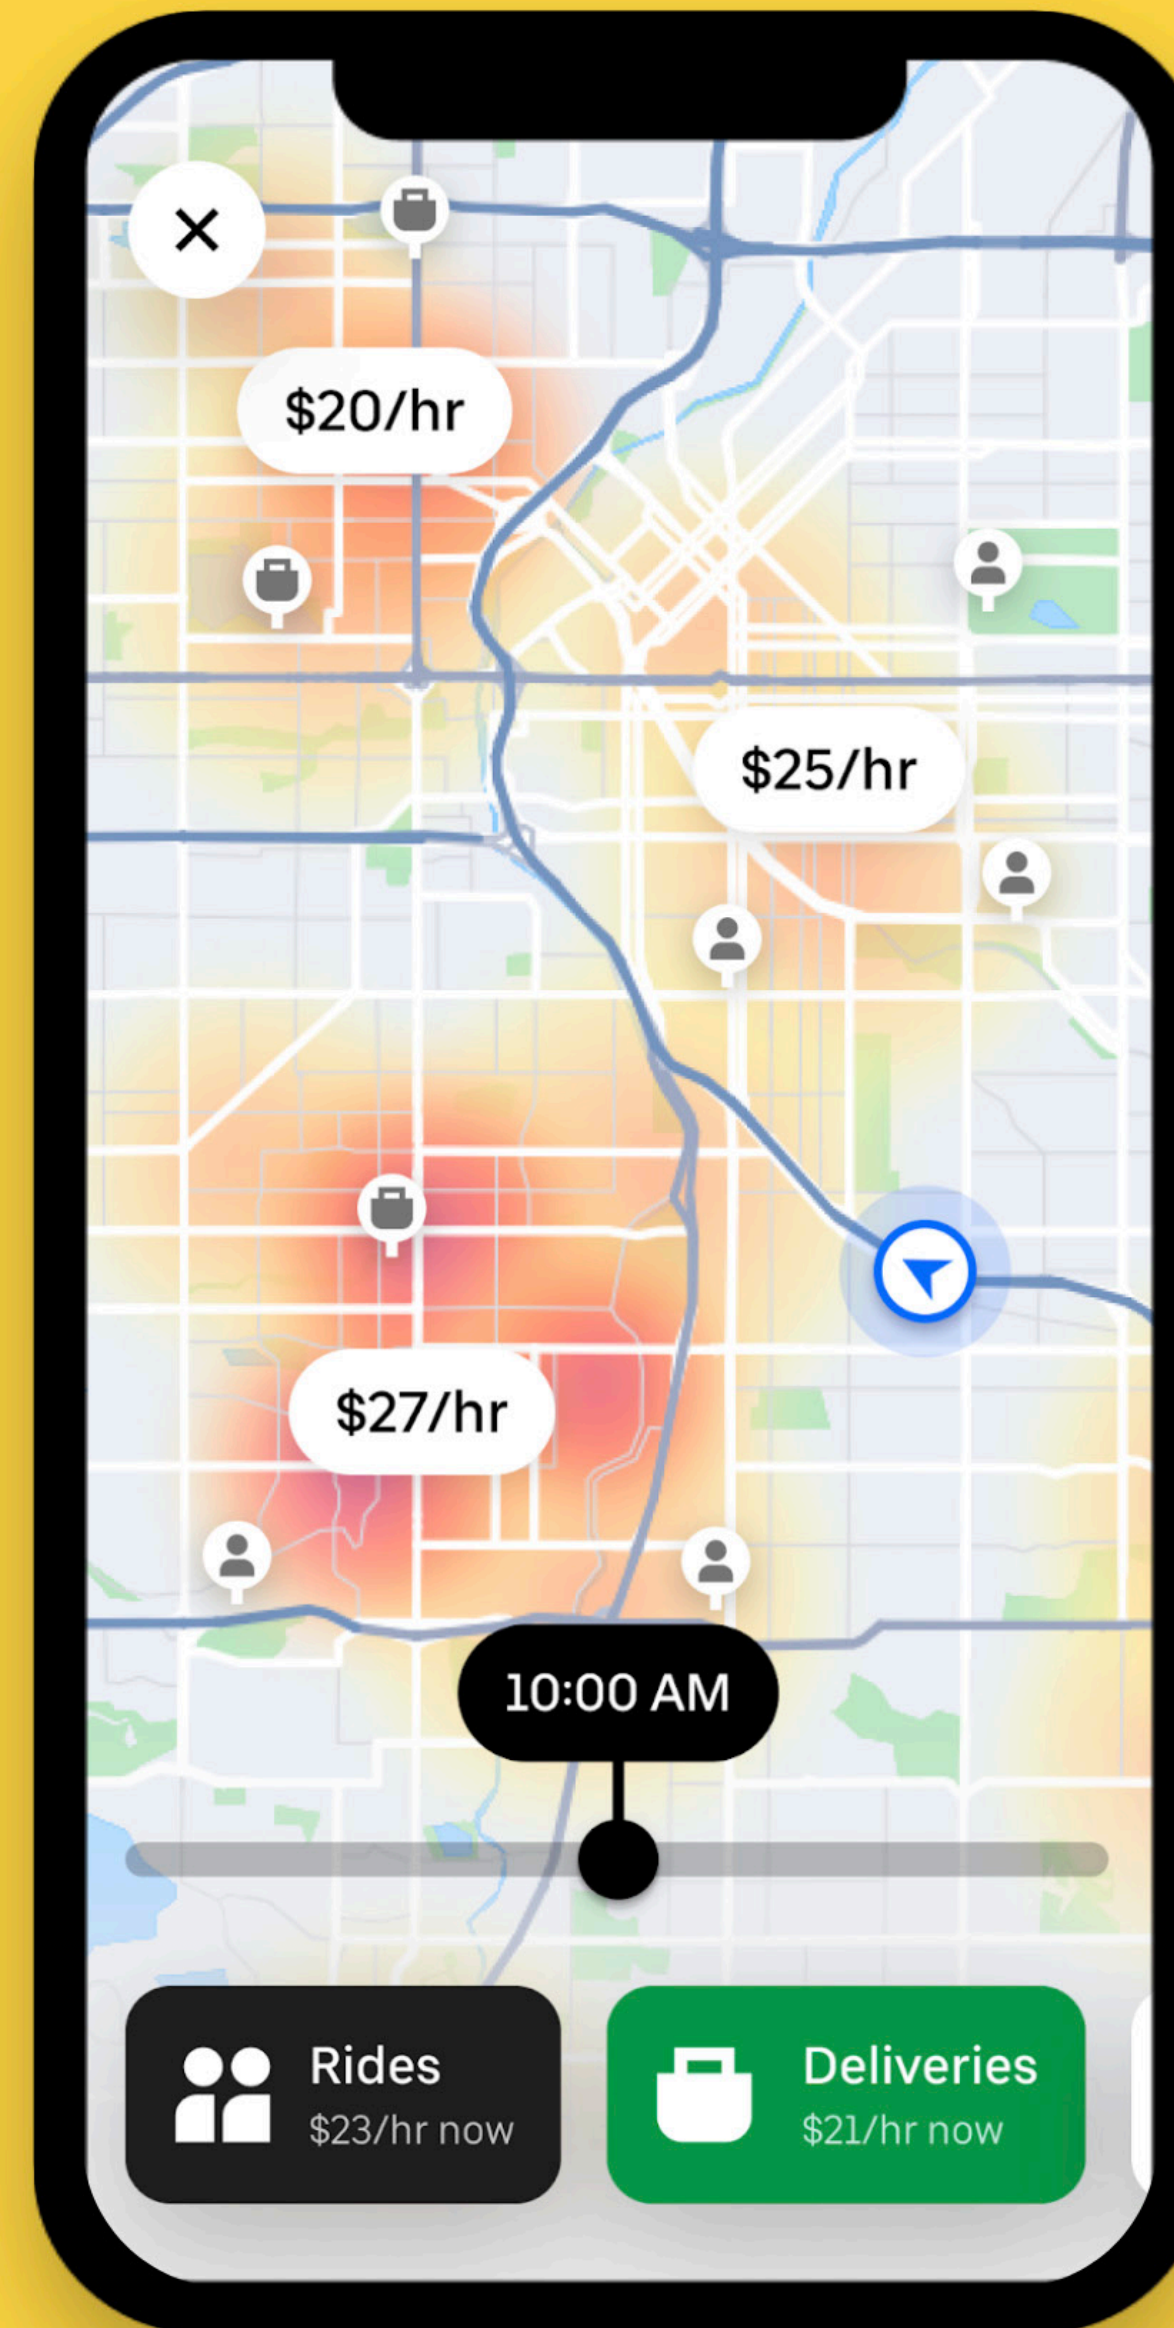 $20/hr
$25/hr
$27/hr
10:00 AM
Rides
$23/hr now
Deliveries
$21/hr now